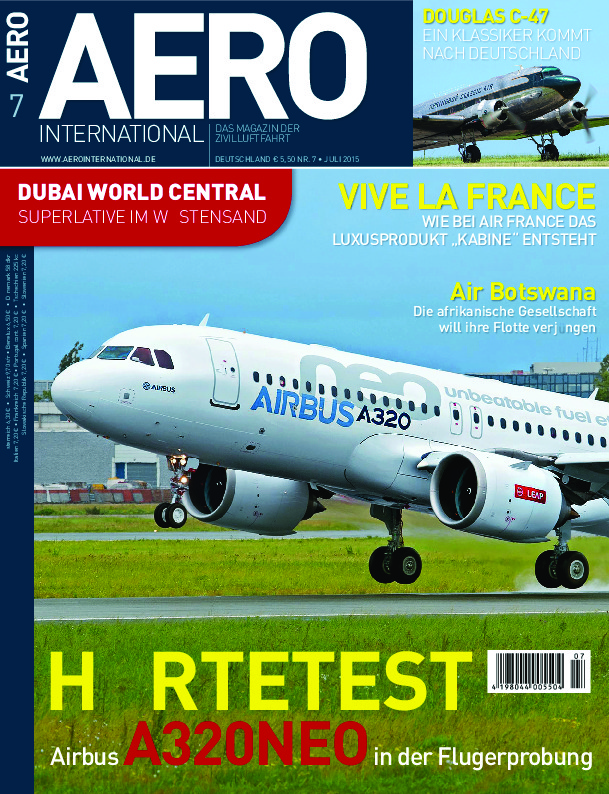 AERO
7
AERO
INTERNATIONAL
DAS MAGAZIN DER
ZIVILLUFTFAHRT
WWW.AEROINTERNATIONAL.DE
DEUTSCHLAND € 5,50 NR. 7 • JULI 2015
DOUGLAS C-47
EIN KLASSIKER KOMMT
NACH DEUTSCHLAND
DUBAI WORLD CENTRAL
SUPERLATIVE IM W STENSAND
VIVE LA FRANCE
WIE BEI AIR FRANCE DAS
LUXUSPRODUKT „KABINE” ENTSTEHT
Air Botswana
Die afrikanische Gesellschaft
will ihre Flotte verj ngen
neo
unbeatable fuel
AIRBUS A320
AIRBUS
LEAP
H RTETEST
Airbus A320NEO in der Flugerprobung
07
4 198044 005504